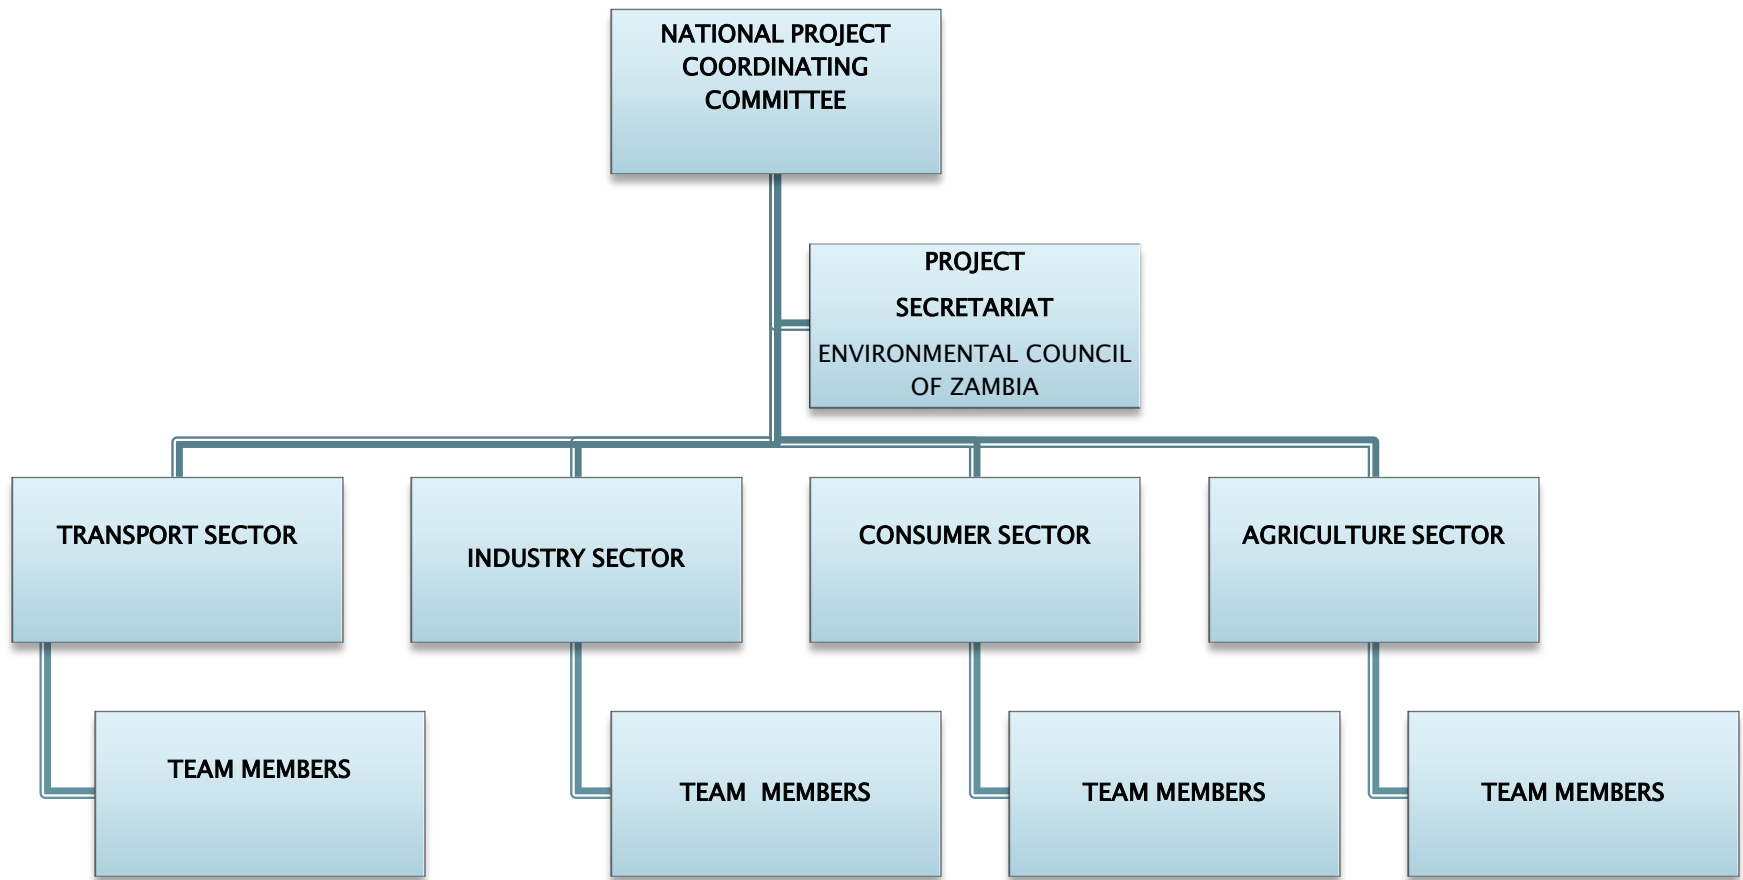 NATIONAL PROJECT
COORDINATING
COMMITTEE
PROJECT
SECRETARIAT
ENVIRONMENTAL COUNCIL
OF ZAMBIA
TRANSPORT SECTOR
INDUSTRY SECTOR
CONSUMER SECTOR
AGRICULTURE SECTOR
TEAM MEMBERS
TEAM  MEMBERS
TEAM MEMBERS
TEAM MEMBERS